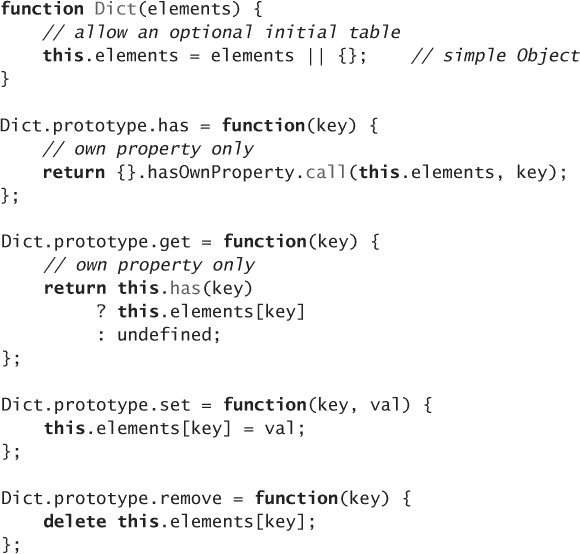 function Dict(elements) {
    // allow an optional initial table
    this.elements = elements || {};    // simple Object
}

Dict.prototype.has = function(key) {
    // own property only
    return {}.hasOwnProperty.call(this.elements, key);
};

Dict.prototype.get = function(key) {
    // own property only
    return this.has(key)
         ? this.elements[key]
         : undefined;
};

Dict.prototype.set = function(key, val) {
    this.elements[key] = val;
};

Dict.prototype.remove = function(key) {
    delete this.elements[key];
};